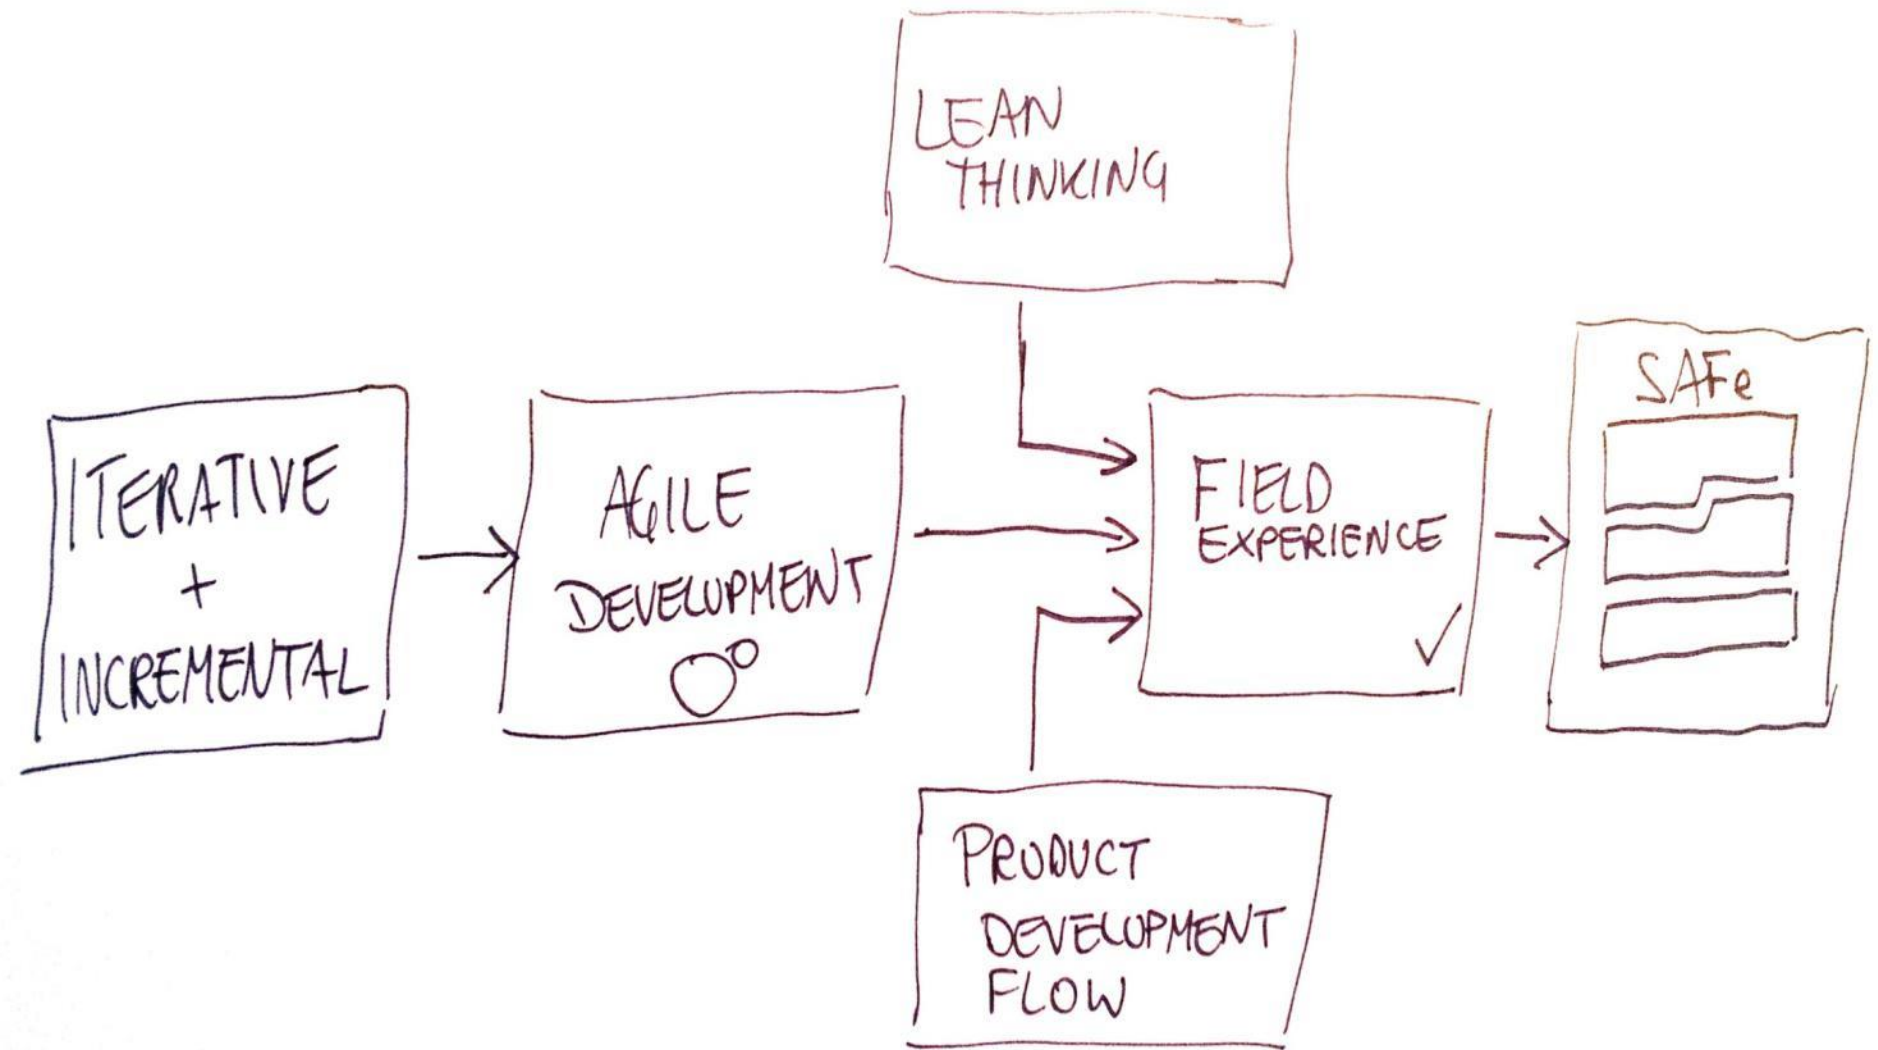 LEAN
THINKING
ITERATIVE
+
INCREMENTAL
AGILE
DEVELOPMENT
FIELD
EXPERIENCE
SAFe
PRODUCT
DEVELOPMENT
FLOW